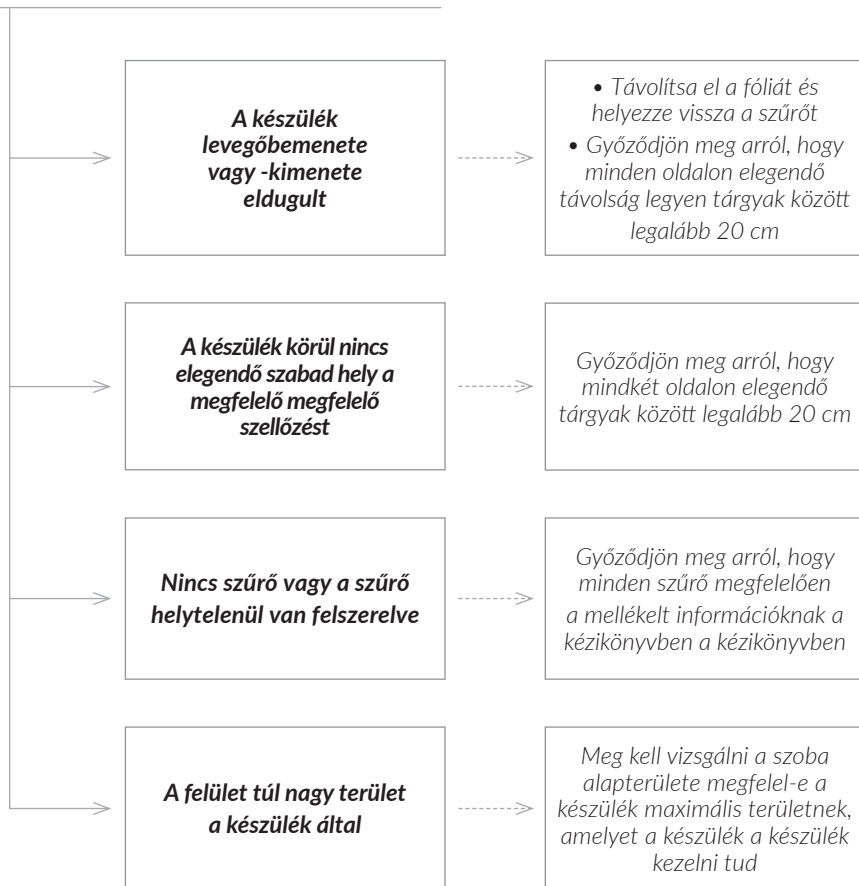 A készülék
levegőbemenete
vagy -kimenete
eldugult
• Távolítsa el a fóliát és
helyezze vissza a szűrőt
• Győződjön meg arról, hogy
minden oldalon elegendő
távolság legyen tárgyak között
legalább 20 cm
A készülék körül nincs
elegendő szabad hely a
megfelelő megfelelő
szellőzést
Győződjön meg arról, hogy
mindkét oldalon elegendő
tárgyak között legalább 20 cm
Nincs szűrő vagy a szűrő
helytelenül van felszerelve
Győződjön meg arról, hogy
minden szűrő megfelelően
a mellékelt információknak a
kézikönyvben a kézikönyvben
A felület túl nagy terület
a készülék által
Meg kell vizsgálni a szoba
alapterülete megfelel-e a
készülék maximális területnek,
amelyet a készülék a készülék
kezelni tud